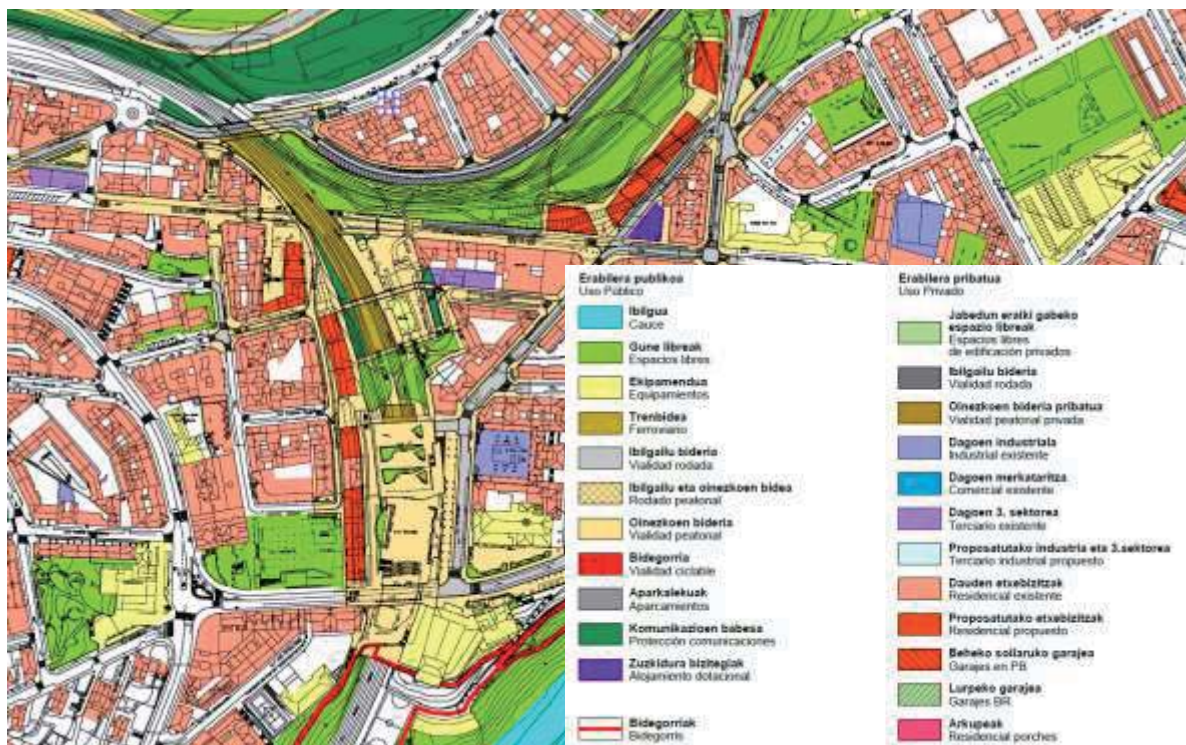 Erabilera publikoa
Uso Público
Ibilgua
Cauce
Gune libreak
Espacios libres
Ekipamendua
Equipamientos
Trenbidea
Ferroviario
Ibilgailu bideria
Vialidad rodada
Ibilgailu eta oinezkoen bidea
Rodado peatonal
Oinezkoen bideria
Vialidad peatonal
Bidegorria
Vialidad ciclable
Aparkalekuak
Aparcamientos
Komunikazioen babesa
Protección comunicaciones
Zuzkidura bizitegiak
Alojamiento dotacional
Bidegorriak
Bidegorris
Erabilera pribatua
Uso Privado
Jabedun eraiki gabeko
espazio libreak
Espacios libres
de edificación privados
Ibilgailu bideria
Vialidad rodada
Oinezkoen bideria pribatua
Vialidad peatonal privada
Dagoen industriala
Industrial existente
Dagoen merkataritza
Comercial existente
Dagoen 3. sektorea
Terciario existente
Proposatutako industria eta 3.sektorea
Terciario industrial propuesto
Dauden etxebizitzak
Residencial existente
Proposatutako etxebizitzak
Residencial propuesto
Beheko solairuko garajea
Garajes en PB
Lurpeko garajea
Garajes BR
Arkupeak
Residencial porches